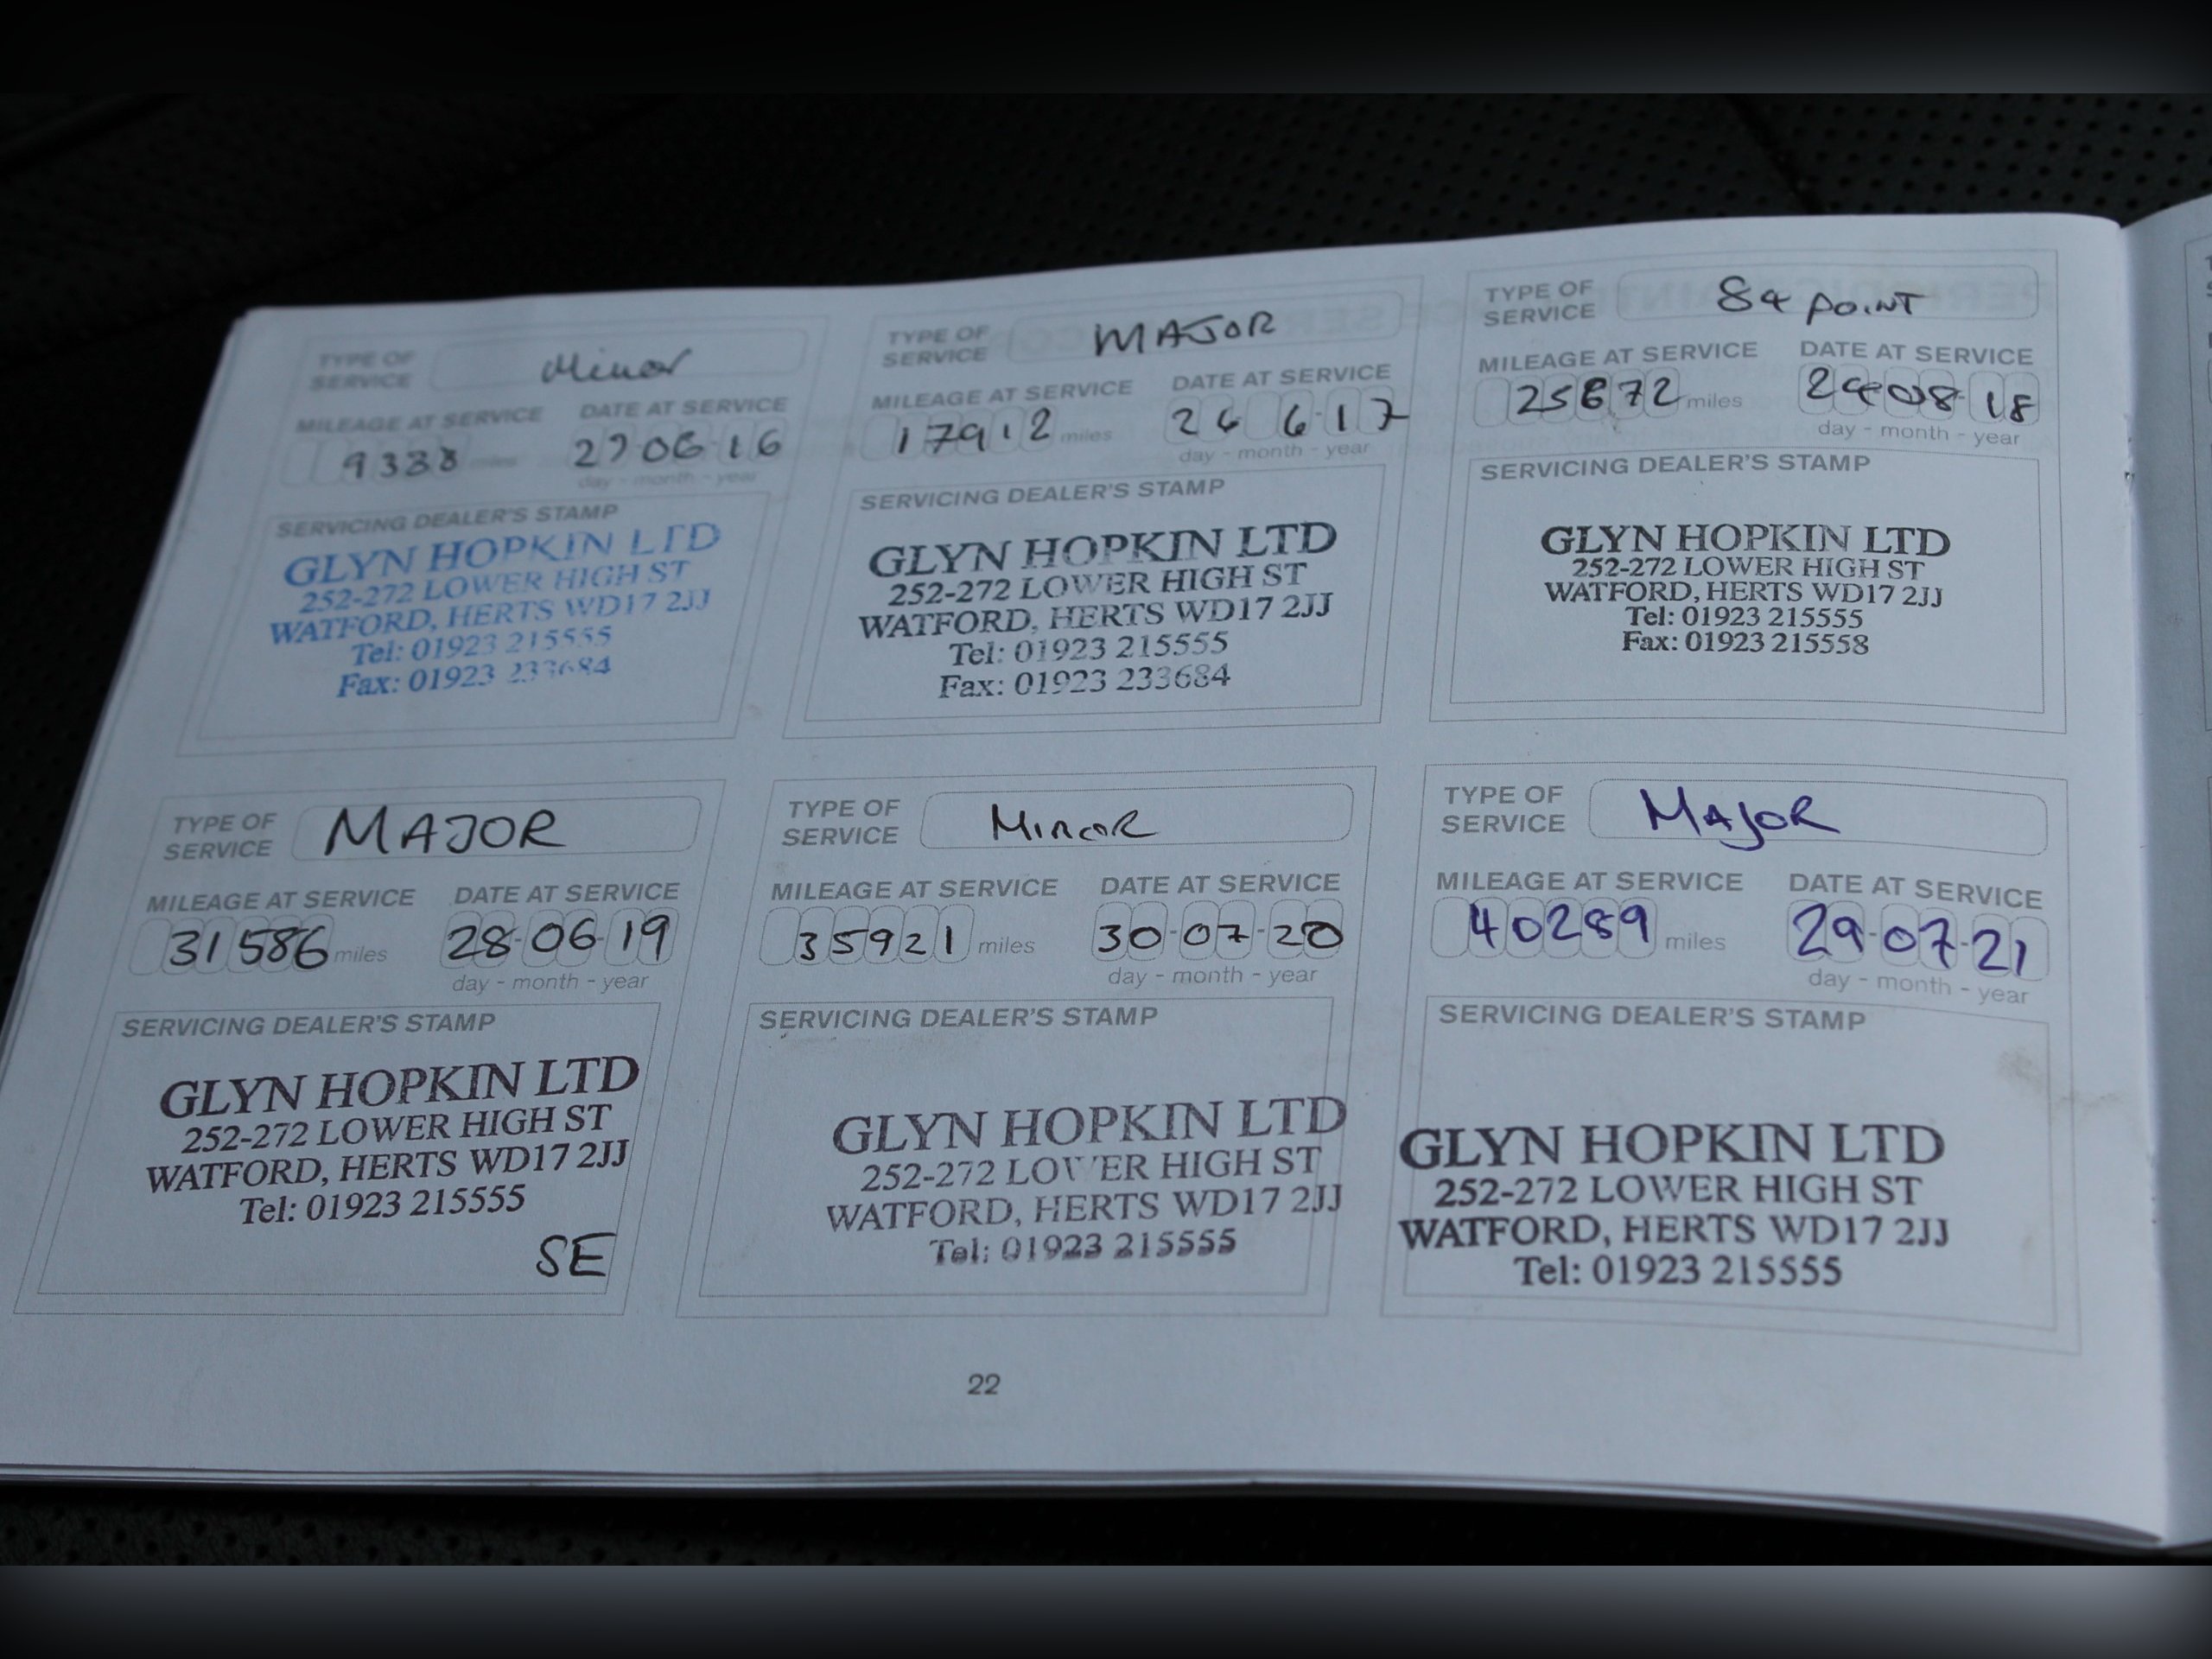 TYPE OF SERVICE Minor
MILEAGE AT SERVICE DATE AT SERVICE
9338 miles 27 06 16
day - month - year
SERVICING DEALER'S STAMP
GLYN HOPKIN LTD
252-272 LOWER HIGH ST
WATFORD, HERTS WD17 2JJ
Tel: 01923 215555
Fax: 01923 233684
TYPE OF SERVICE MAJOR
MILEAGE AT SERVICE DATE AT SERVICE
17912 miles 26 6 17
day - month - year
SERVICING DEALER'S STAMP
GLYN HOPKIN LTD
252-272 LOWER HIGH ST
WATFORD, HERTS WD17 2JJ
Tel: 01923 215555
Fax: 01923 233684
TYPE OF SERVICE 84 POINT
MILEAGE AT SERVICE DATE AT SERVICE
25672 miles 24 08 18
day - month - year
SERVICING DEALER'S STAMP
GLYN HOPKIN LTD
252-272 LOWER HIGH ST
WATFORD, HERTS WD17 2JJ
Tel: 01923 215555
Fax: 01923 215558
TYPE OF SERVICE MAJOR
MILEAGE AT SERVICE DATE AT SERVICE
31586 miles 28-06-19
day - month - year
SERVICING DEALER'S STAMP
GLYN HOPKIN LTD
252-272 LOWER HIGH ST
WATFORD, HERTS WD17 2JJ
Tel: 01923 215555
SE
TYPE OF SERVICE MINOR
MILEAGE AT SERVICE DATE AT SERVICE
35921 miles 30-07-20
day - month - year
SERVICING DEALER'S STAMP
GLYN HOPKIN LTD
252-272 LOWER HIGH ST
WATFORD, HERTS WD17 2JJ
Tel: 01923 215555
TYPE OF SERVICE MAJOR
MILEAGE AT SERVICE DATE AT SERVICE
40289 miles 29-07-21
day - month - year
SERVICING DEALER'S STAMP
GLYN HOPKIN LTD
252-272 LOWER HIGH ST
WATFORD, HERTS WD17 2JJ
Tel: 01923 215555
22